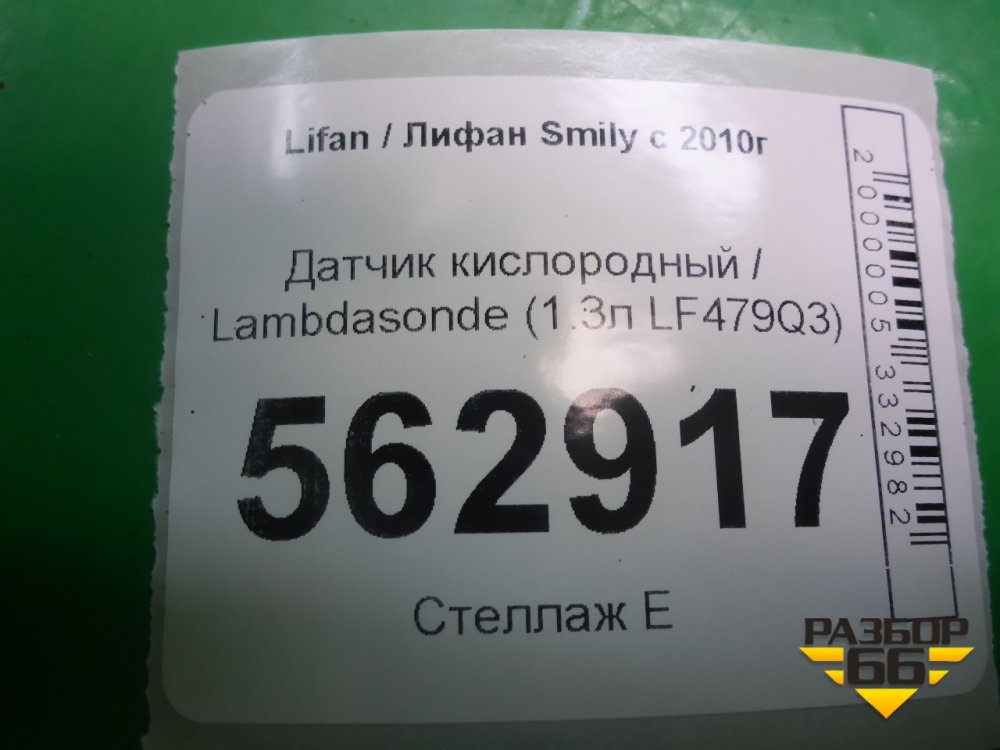 Lifan / Лифан Smily с 2010г
Датчик кислородный /
Lambdasonde (1.3л LF479Q3)
562917
Стеллаж Е
2000005332982
РАЗБОР
66